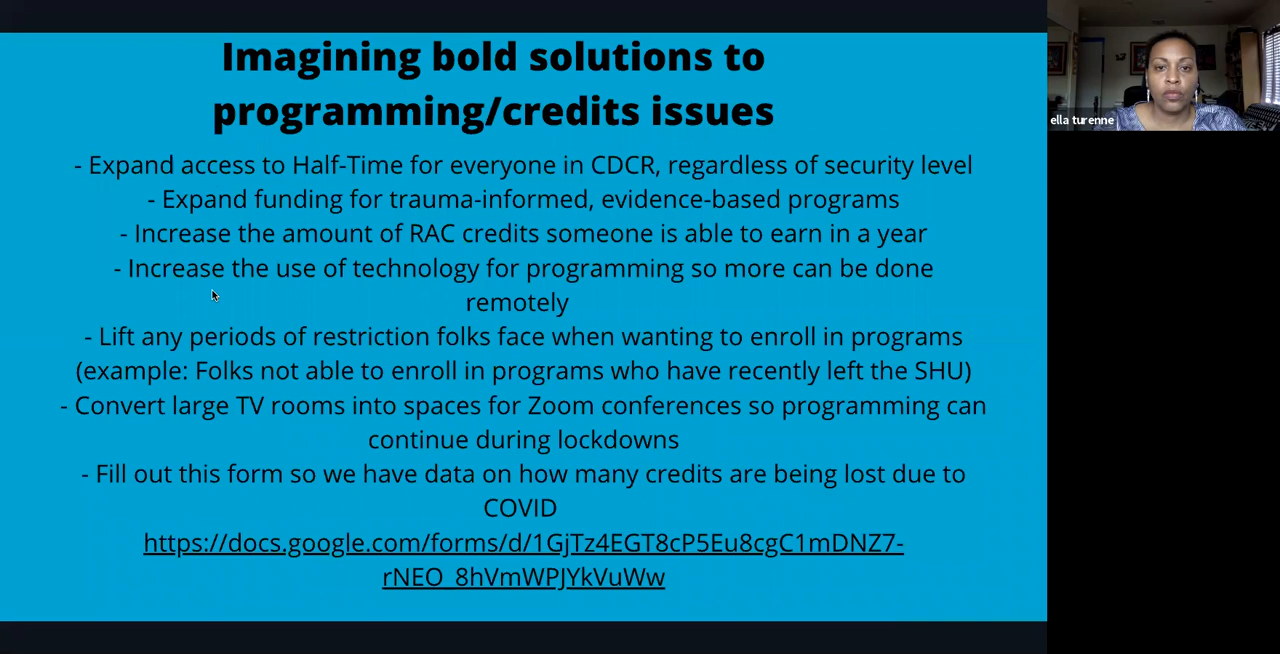 Imagining bold solutions to
programming/credits issues
- Expand access to Half-Time for everyone in CDCR, regardless of security level
- Expand funding for trauma-informed, evidence-based programs
- Increase the amount of RAC credits someone is able to earn in a year
- Increase the use of technology for programming so more can be done
remotely
- Lift any periods of restriction folks face when wanting to enroll in programs
(example: Folks not able to enroll in programs who have recently left the SHU)
- Convert large TV rooms into spaces for Zoom conferences so programming can
continue during lockdowns
- Fill out this form so we have data on how many credits are being lost due to
COVID
https://docs.google.com/forms/d/1GjTz4EGT8cP5Eu8cgC1mDNZ7-
rNEO_8hVmWPJYkVuWw
ella turenne